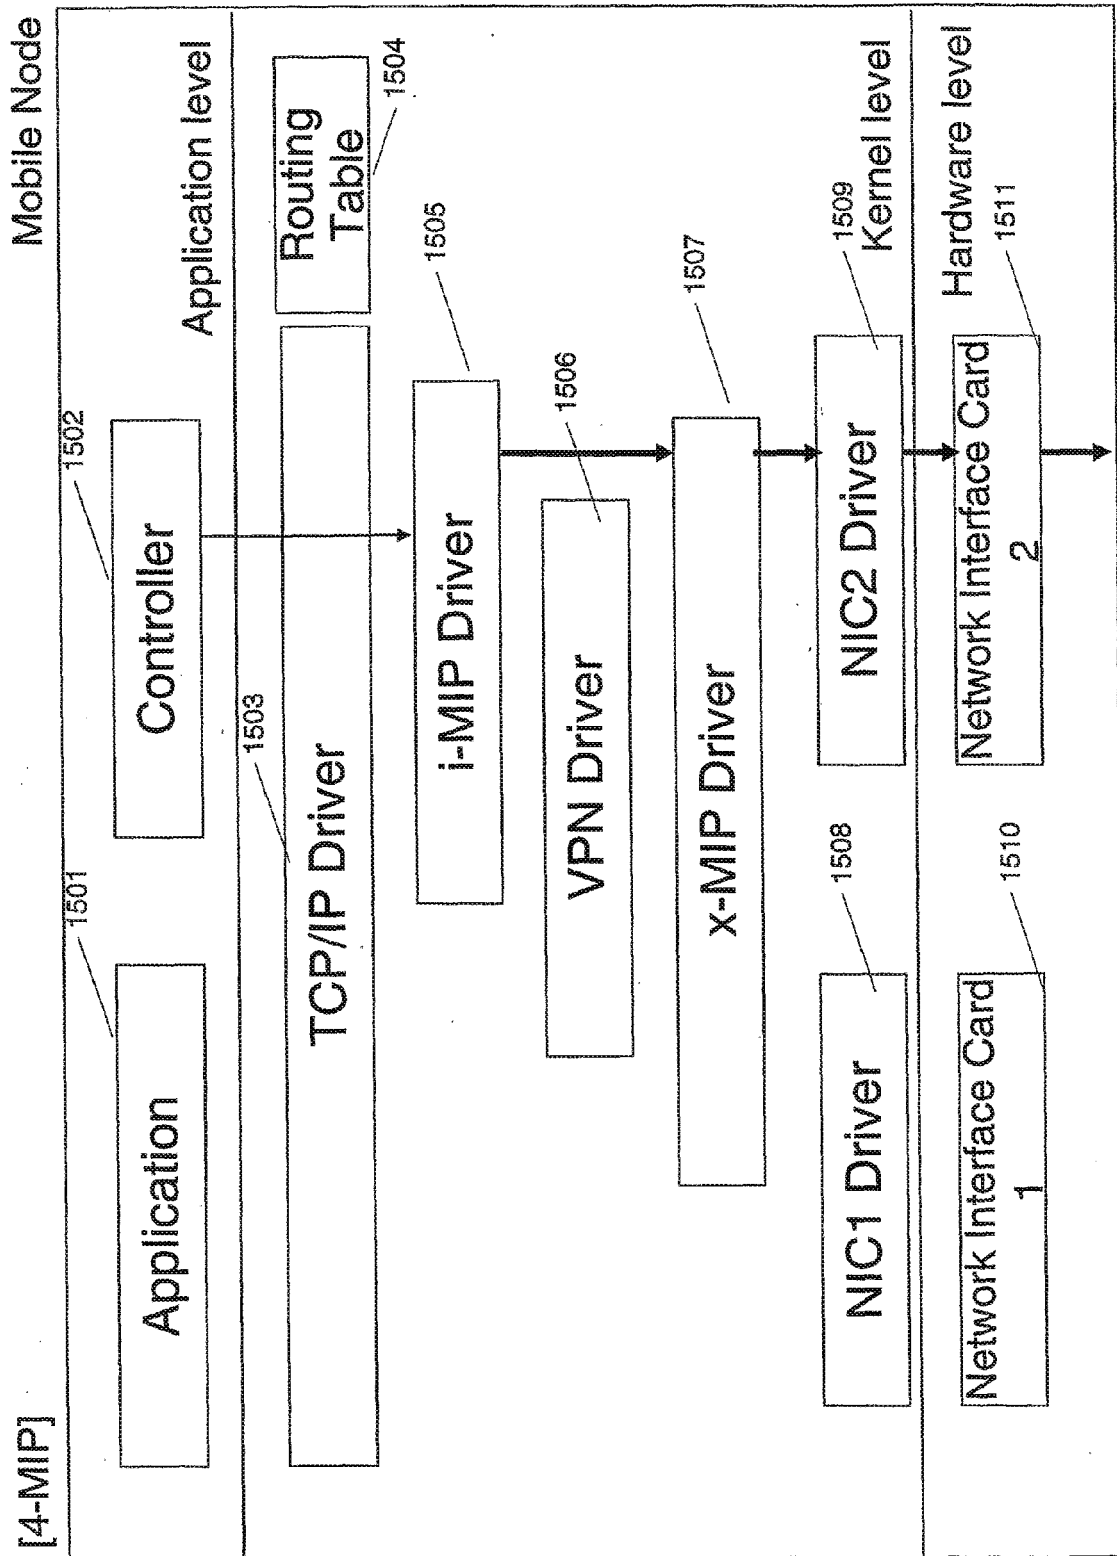 [4-MIP]
Mobile Node
Application level
1501
1502
Application
Controller
1503
TCP/IP Driver
Routing
Table
1504
i-MIP Driver
1505
VPN Driver
1506
x-MIP Driver
1507
NIC1 Driver
1508
NIC2 Driver
1509
Kernel level
Hardware level
Network Interface Card
1
1510
Network Interface Card
2
1511